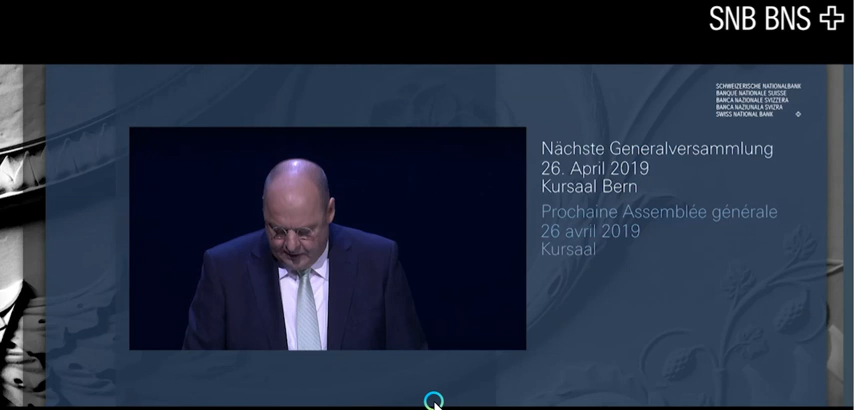 SNB BNS
SCHWEIZERISCHE NATIONALBANK
BANQUE NATIONALE SUISSE
BANCA NAZIONALE SVIZZERA
BANCA NAZIUNALA SVIZRA
SWISS NATIONAL BANK
Nächste Generalversammlung
26. April 2019
Kursaal Bern
Prochaine Assemblée générale
26 avril 2019
Kursaal